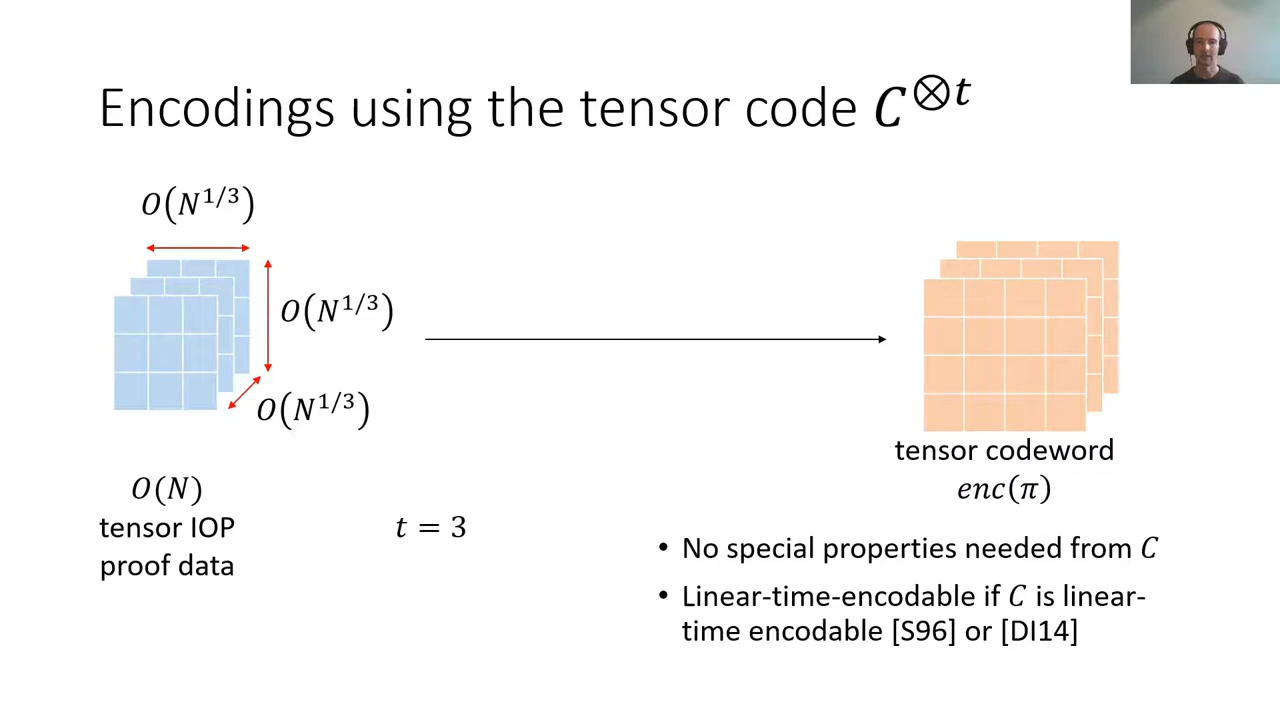 Encodings using the tensor code C^{⊗t}
O(N^{1/3})
O(N^{1/3})
O(N^{1/3})
O(N)
tensor IOP
proof data
t = 3
tensor codeword
enc(π)
• No special properties needed from C
• Linear-time-encodable if C is linear-
time encodable [S96] or [DI14]